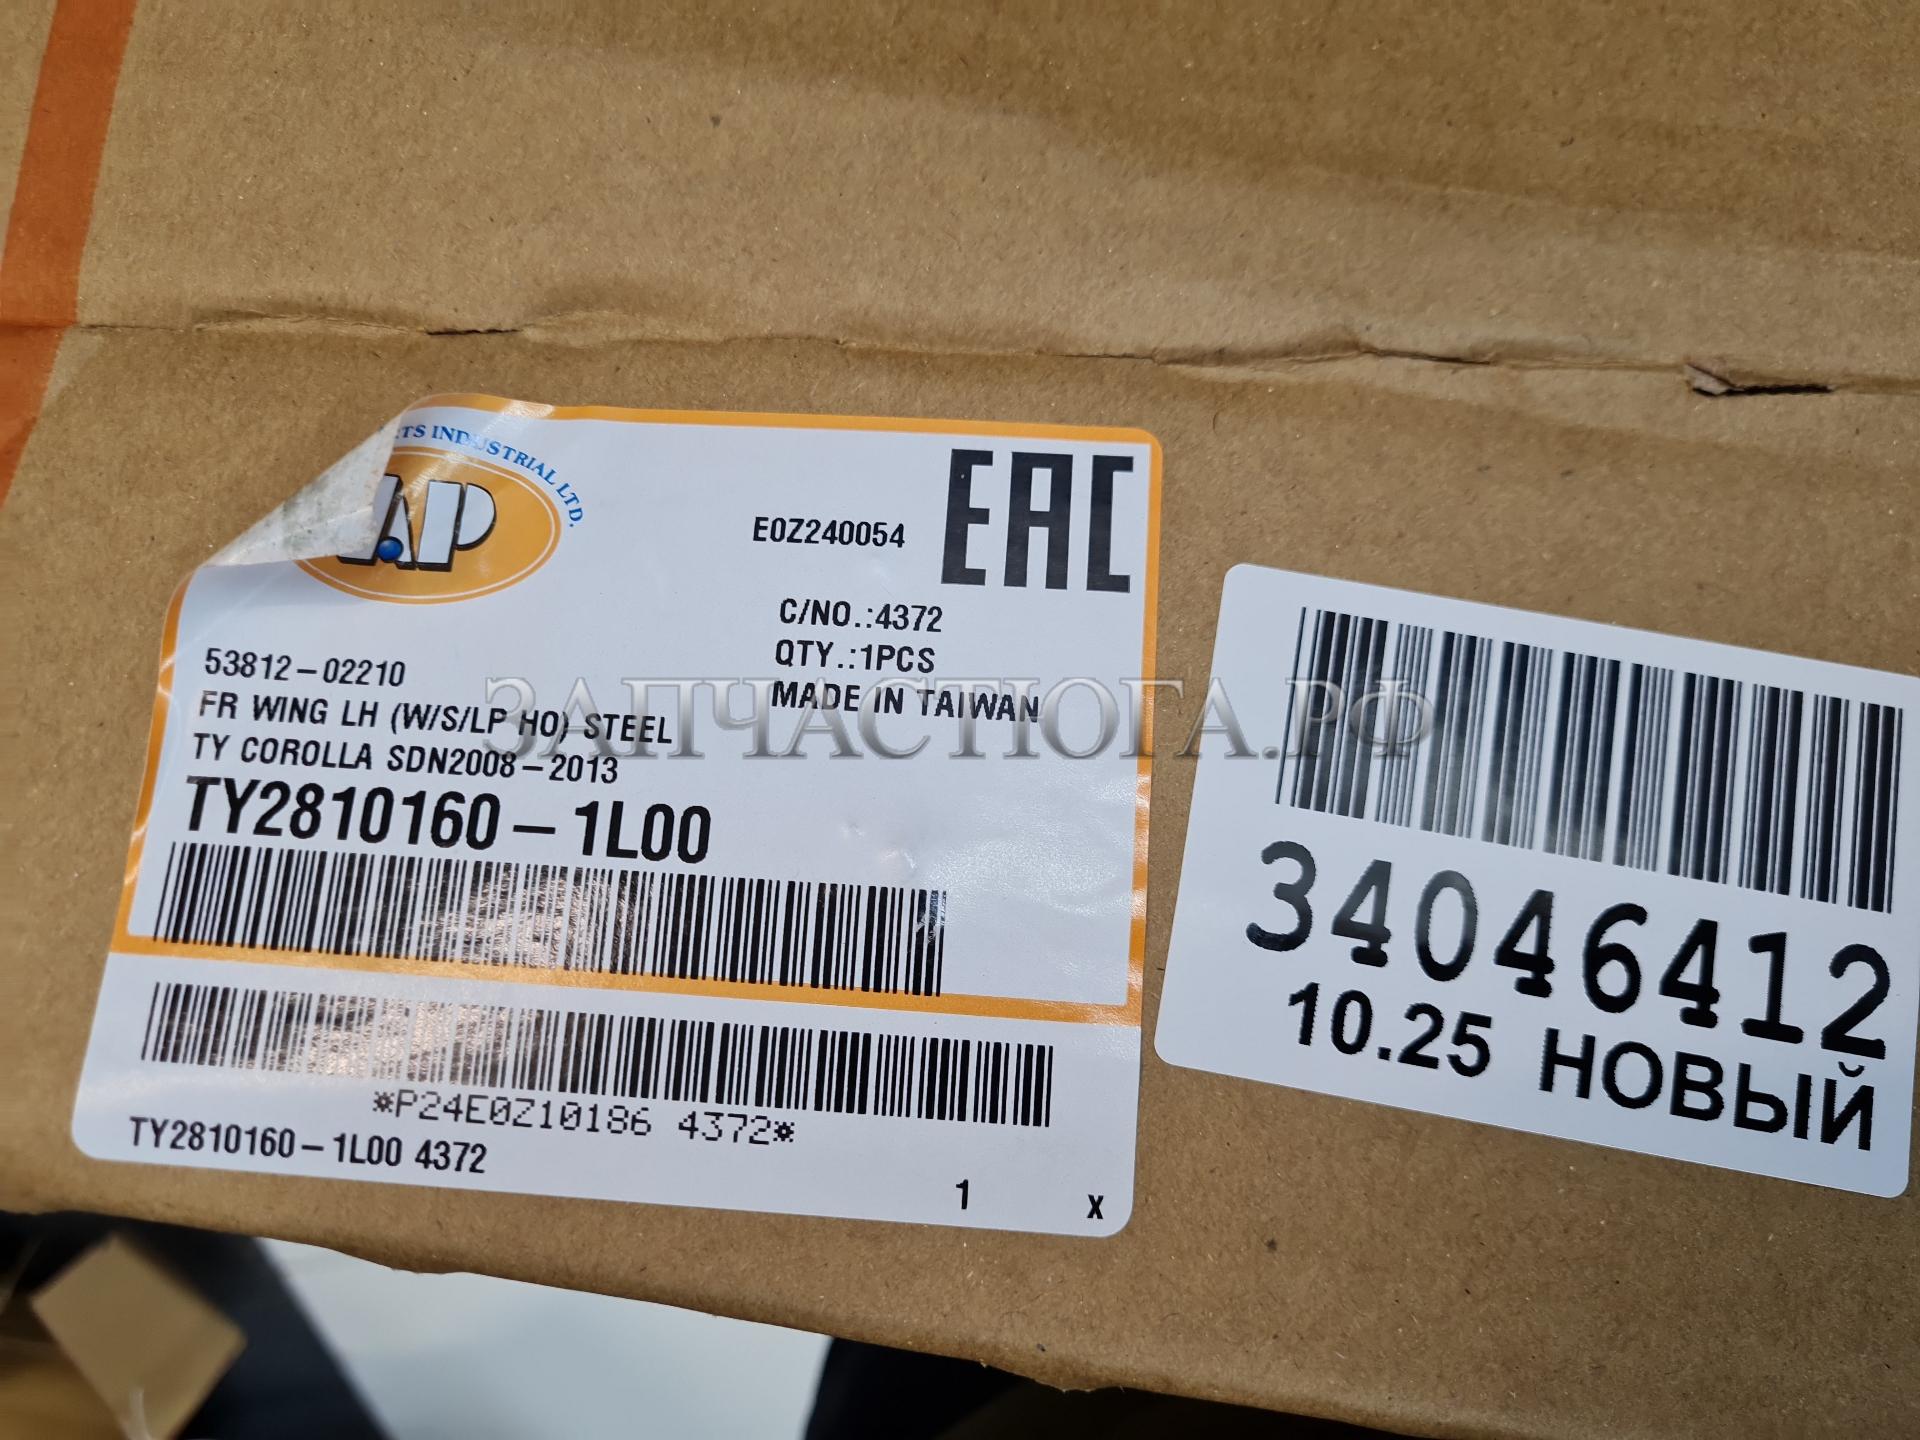 INDUSTRIAL LTD.
AP
E0Z240054
EAC
C/NO.:4372
QTY.:1PCS
MADE IN TAIWAN
53812-02210
FR WING LH (W/S/LP HO) STEEL
TY COROLLA SDN2008-2013
TY2810160-1L00
*P24E0Z10186 4372*
TY2810160-1L00 4372
1 X
34046412
10.25 НОВЫЙ
ЗАПЧАСТЮГА.РФ